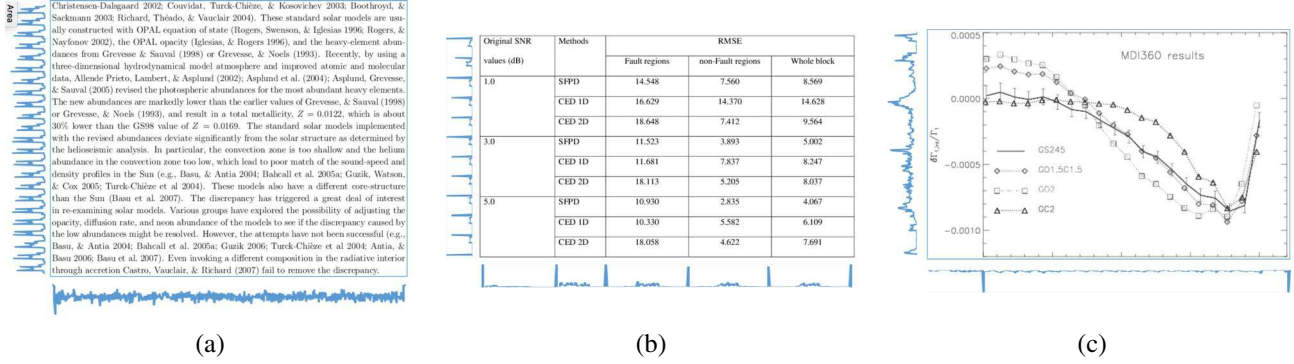 Area
Christensen-Dalsgaard 2002; Couvidat, Turck-Chièze, & Kosovichev 2003; Boothroyd, &
Sackmann 2003; Richard, Théado, & Vauclair 2004). These standard solar models are usu-
ally constructed with OPAL equation of state (Rogers, Swenson, & Iglesias 1996; Rogers, &
Nayfonov 2002), the OPAL opacity (Iglesias, & Rogers 1996), and the heavy-element abun-
dances from Grevesse & Sauval (1998) or Grevesse, & Noels (1993). Recently, by using a
three-dimensional hydrodynamical model atmosphere and improved atomic and molecular
data, Allende Prieto, Lambert, & Asplund (2002); Asplund et al. (2004); Asplund, Grevesse,
& Sauval (2005) revised the photospheric abundances for the most abundant heavy elements.
The new abundances are markedly lower than the earlier values of Grevesse, & Sauval (1998)
or Grevesse, & Noels (1993), and result in a total metallicity, Z = 0.0122, which is about
30% lower than the GS98 value of Z = 0.0169. The standard solar models implemented
with the revised abundances deviate significantly from the solar structure as determined by
the helioseismic analysis. In particular, the convection zone is too shallow and the helium
abundance in the convection zone too low, which lead to poor match of the sound-speed and
density profiles in the Sun (e.g., Basu, & Antia 2004; Bahcall et al. 2005a; Guzik, Watson,
& Cox 2005; Turck-Chièze et al 2004). These models also have a different core-structure
than the Sun (Basu et al. 2007). The discrepancy has triggered a great deal of interest
in re-examining solar models. Various groups have explored the possibility of adjusting the
opacity, diffusion rate, and neon abundance of the models to see if the discrepancy caused by
the low abundances might be resolved. However, the attempts have not been successful (e.g.,
Basu, & Antia 2004; Bahcall et al. 2005a; Guzik 2006; Turck-Chièze et al 2004; Antia, &
Basu 2006; Basu et al. 2007). Even invoking a different composition in the radiative interior
through accretion Castro, Vauclair, & Richard (2007) fail to remove the discrepancy.
(a)
Original SNR values (dB) Methods RMSE
Fault regions non-Fault regions Whole block
1.0 SFPD 14.548 7.560 8.569
CED 1D 16.629 14.370 14.628
CED 2D 18.648 7.412 9.564
3.0 SFPD 11.523 3.893 5.002
CED 1D 11.681 7.837 8.247
CED 2D 18.113 5.205 8.037
5.0 SFPD 10.930 2.835 4.067
CED 1D 10.330 5.582 6.109
CED 2D 18.058 4.622 7.691
(b)
MDI360 results
0.0005
0.0000
-0.0005
-0.0010
δΓ1,int/Γ1
GS245
GO1.5C1.5
GO2
GC2
(c)